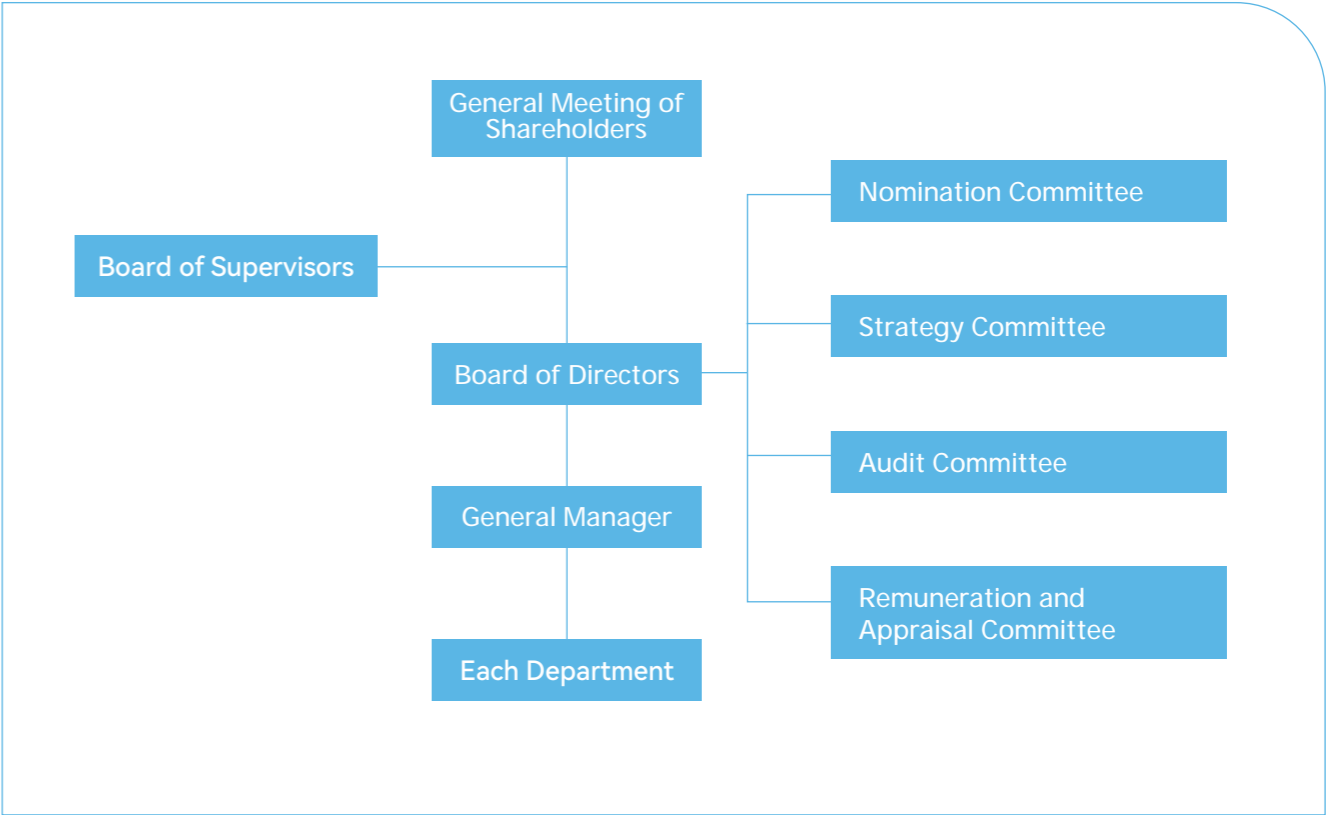 General Meeting of
Shareholders
Nomination Committee
Board of Supervisors
Strategy Committee
Board of Directors
Audit Committee
General Manager
Remuneration and
Appraisal Committee
Each Department